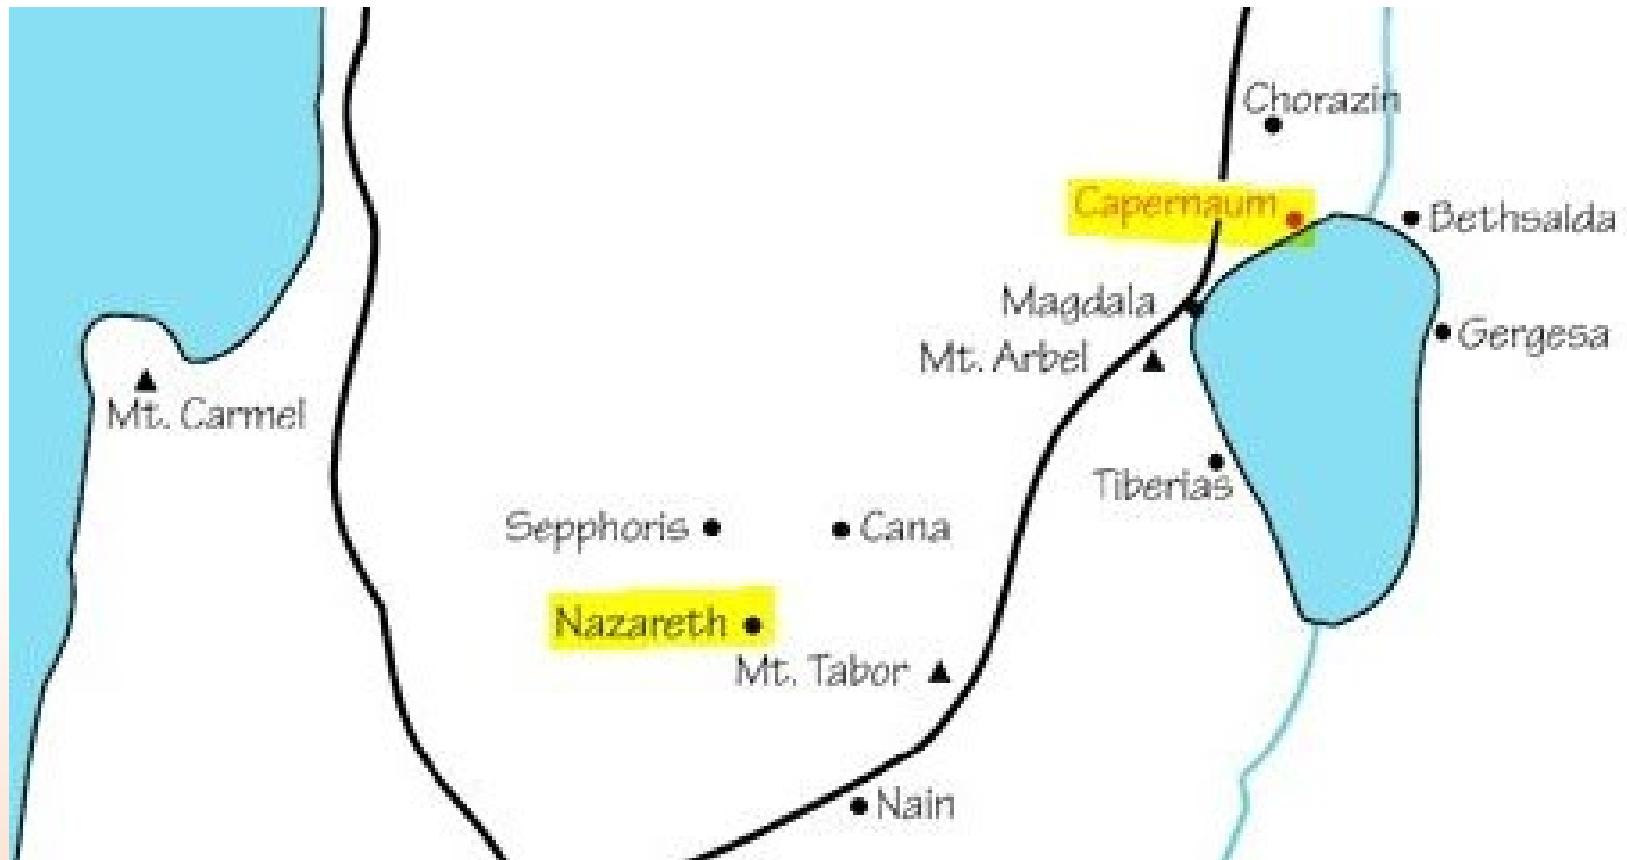 Chorazin
Capernaum
Bethsaida
Magdala
Gergesa
Mt. Arbel
Mt. Carmel
Tiberias
Sepphoris
Cana
Nazareth
Mt. Tabor
Nain